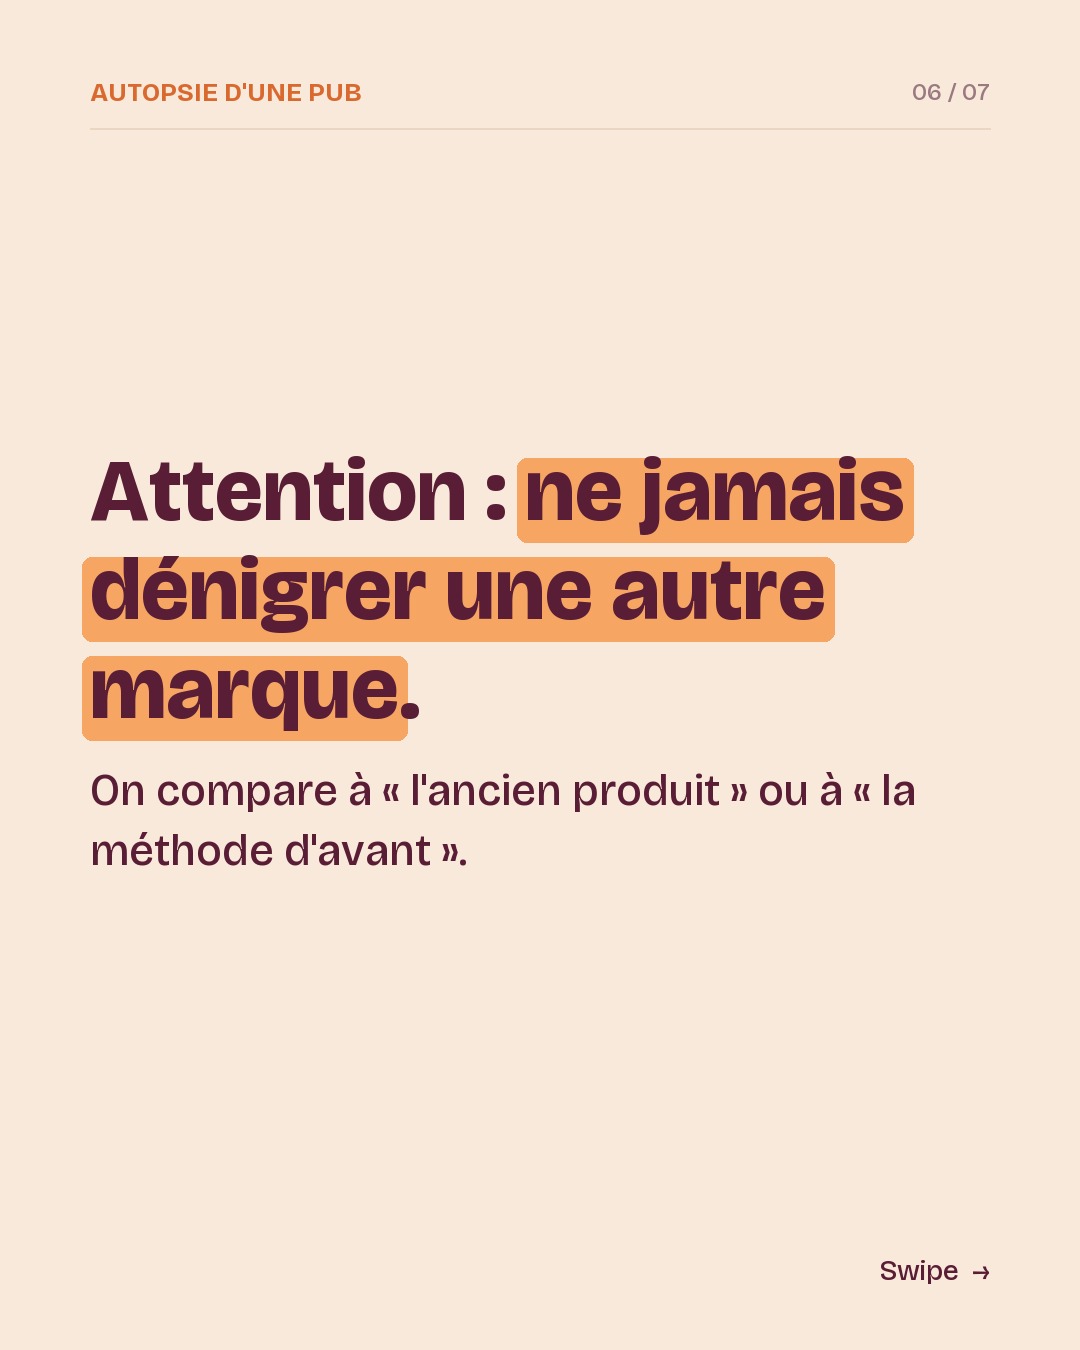 AUTOPSIE D'UNE PUB
06 / 07
Attention : ne jamais
dénigrer une autre
marque.
On compare à « l'ancien produit » ou à « la
méthode d'avant ».
Swipe →